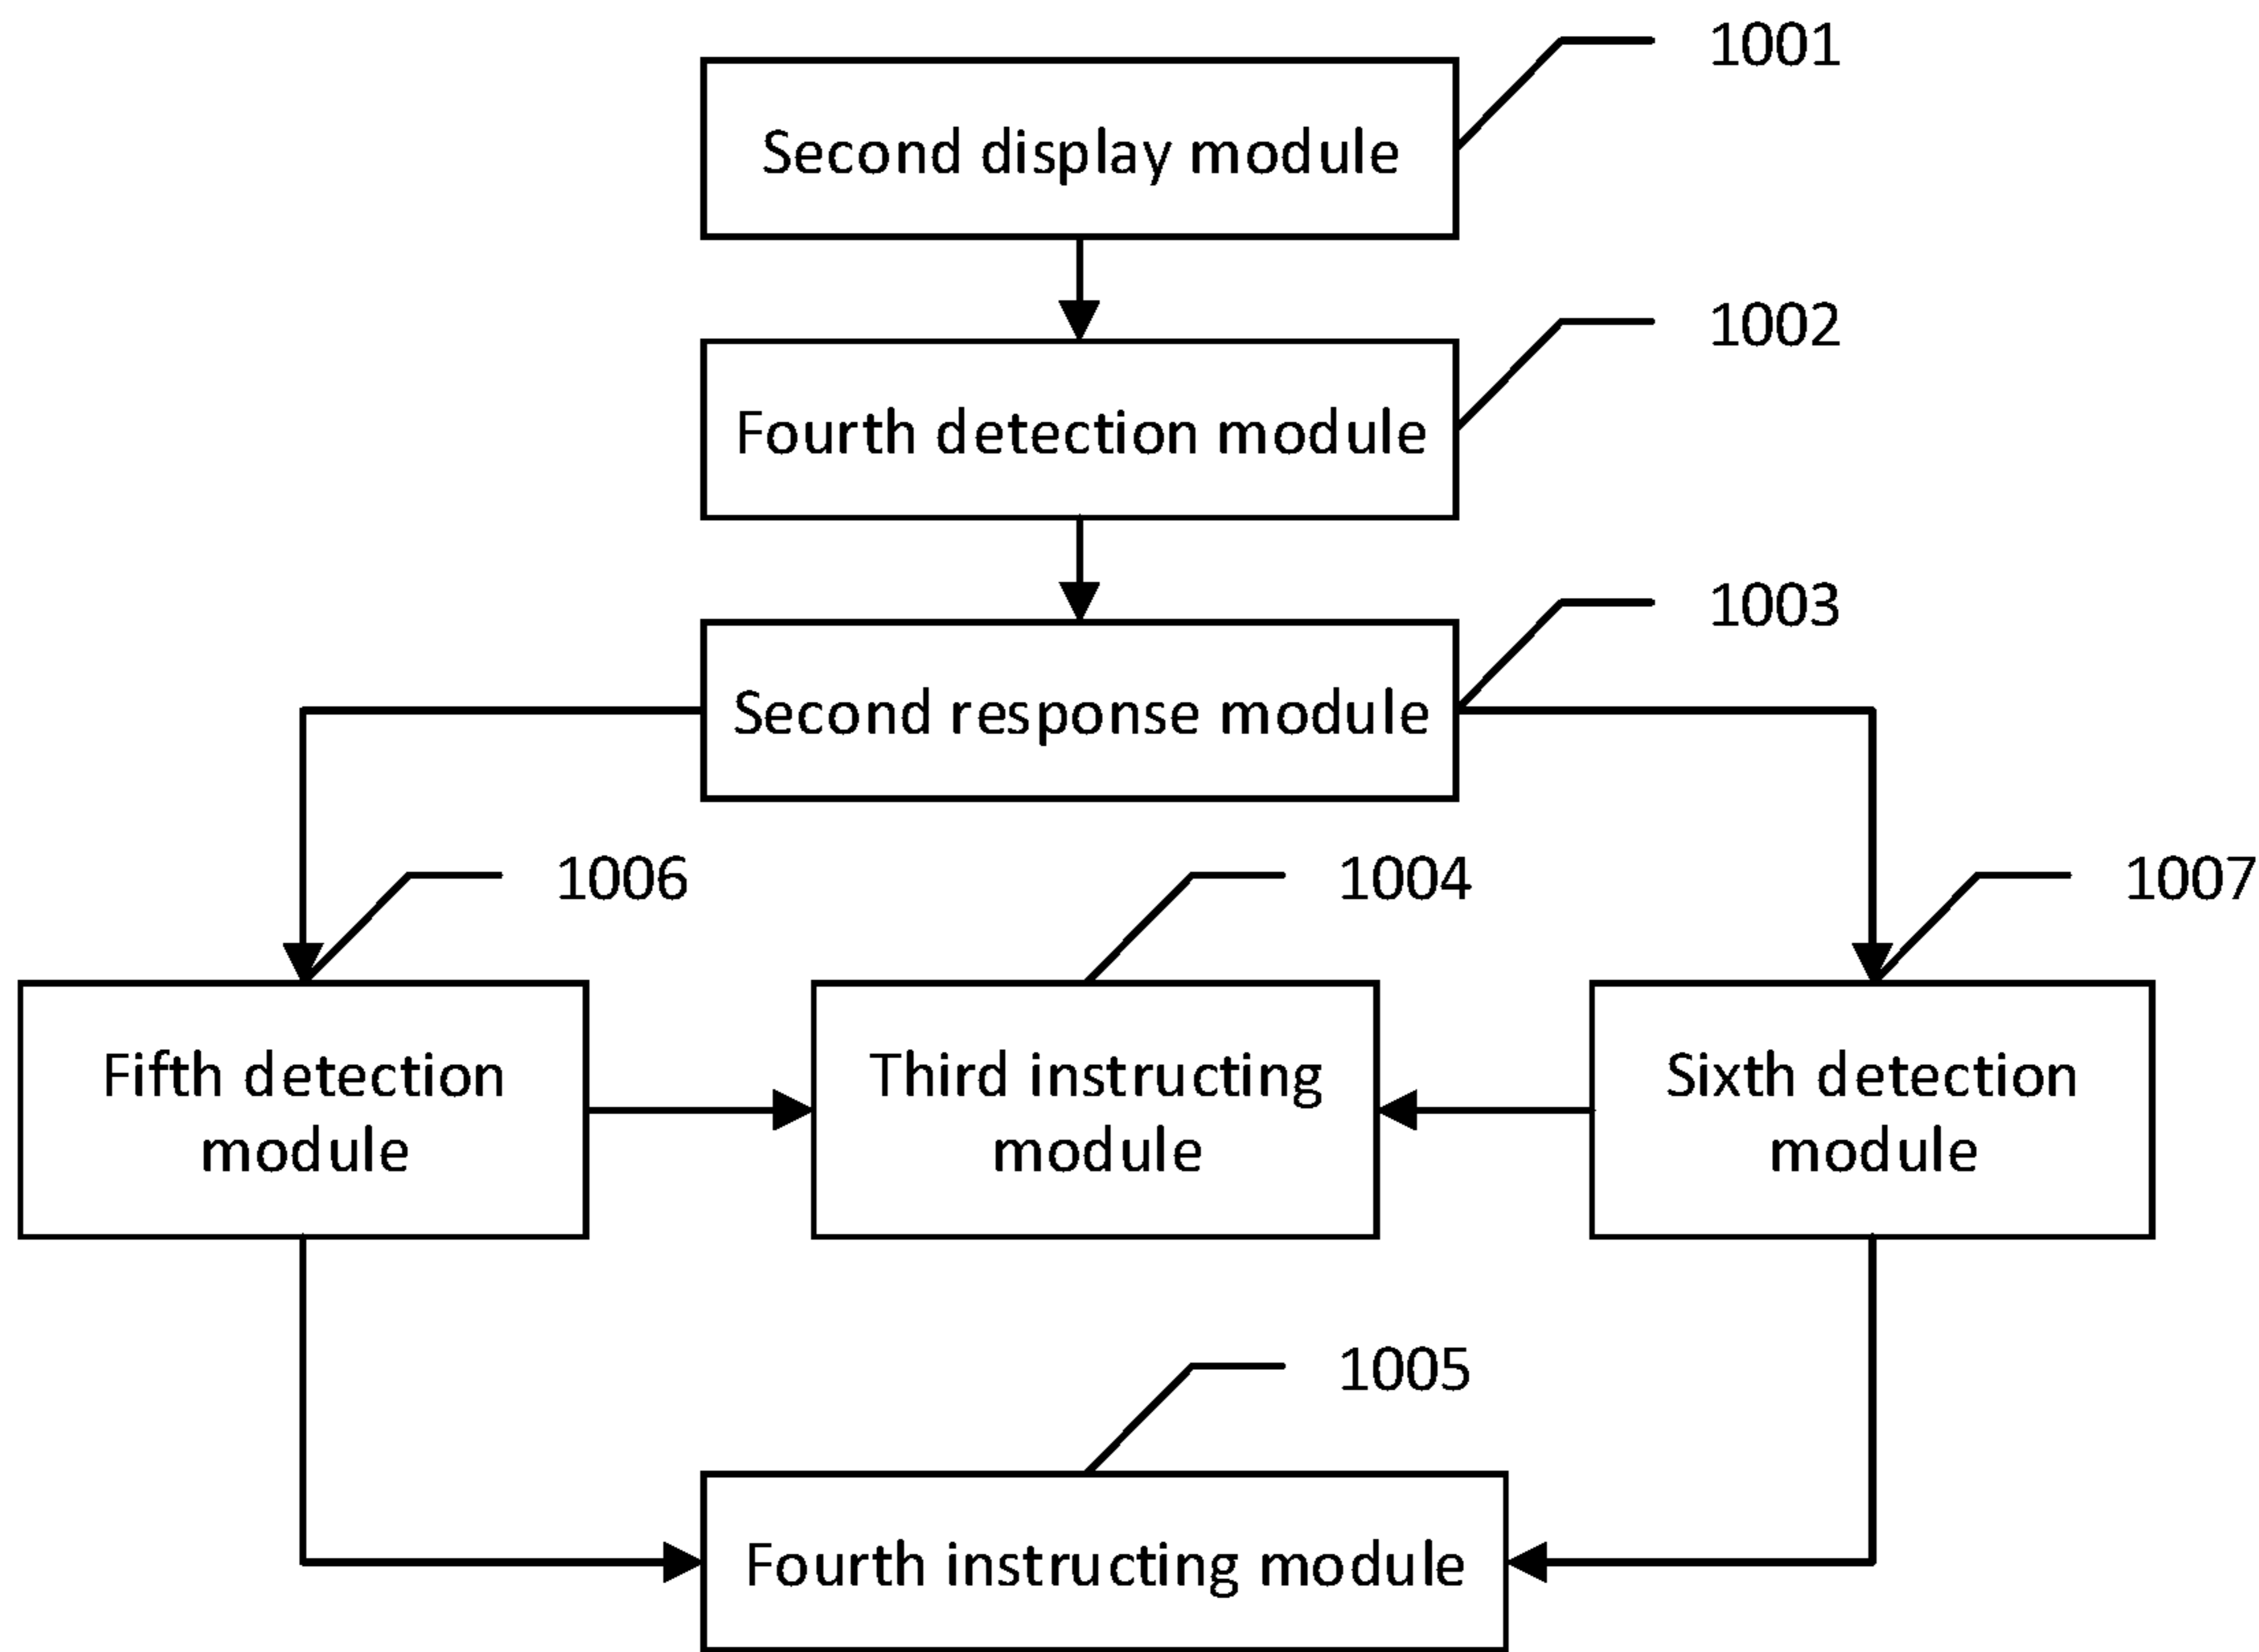 1001
Second display module
1002
Fourth detection module
1003
Second response module
1006
1004
1007
Fifth detection
module
Third instructing
module
Sixth detection
module
1005
Fourth instructing module